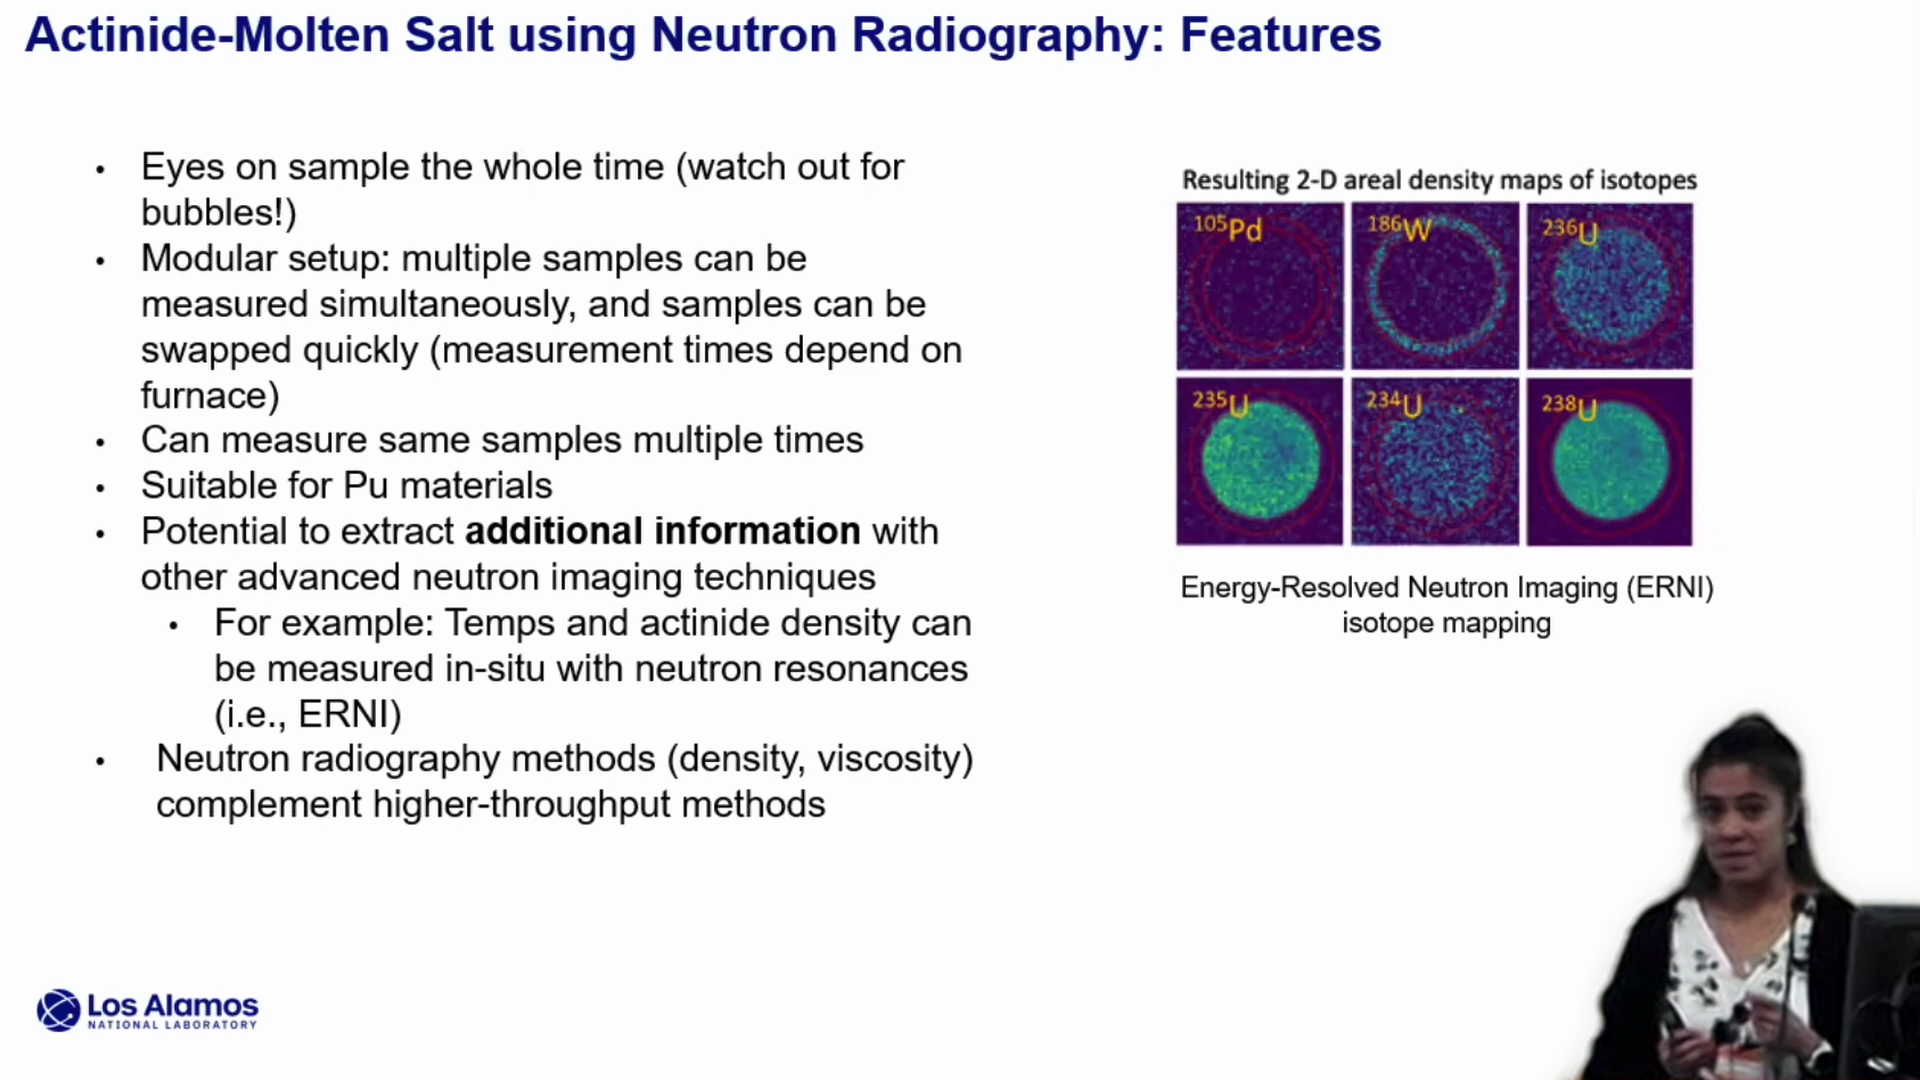 Actinide-Molten Salt using Neutron Radiography: Features
• Eyes on sample the whole time (watch out for
bubbles!)
• Modular setup: multiple samples can be
measured simultaneously, and samples can be
swapped quickly (measurement times depend on
furnace)
• Can measure same samples multiple times
• Suitable for Pu materials
• Potential to extract additional information with
other advanced neutron imaging techniques
• For example: Temps and actinide density can
be measured in-situ with neutron resonances
(i.e., ERNI)
• Neutron radiography methods (density, viscosity)
complement higher-throughput methods
Resulting 2-D areal density maps of isotopes
105Pd 186W 236U
235U 234U 238U
Energy-Resolved Neutron Imaging (ERNI)
isotope mapping
Los Alamos
NATIONAL LABORATORY